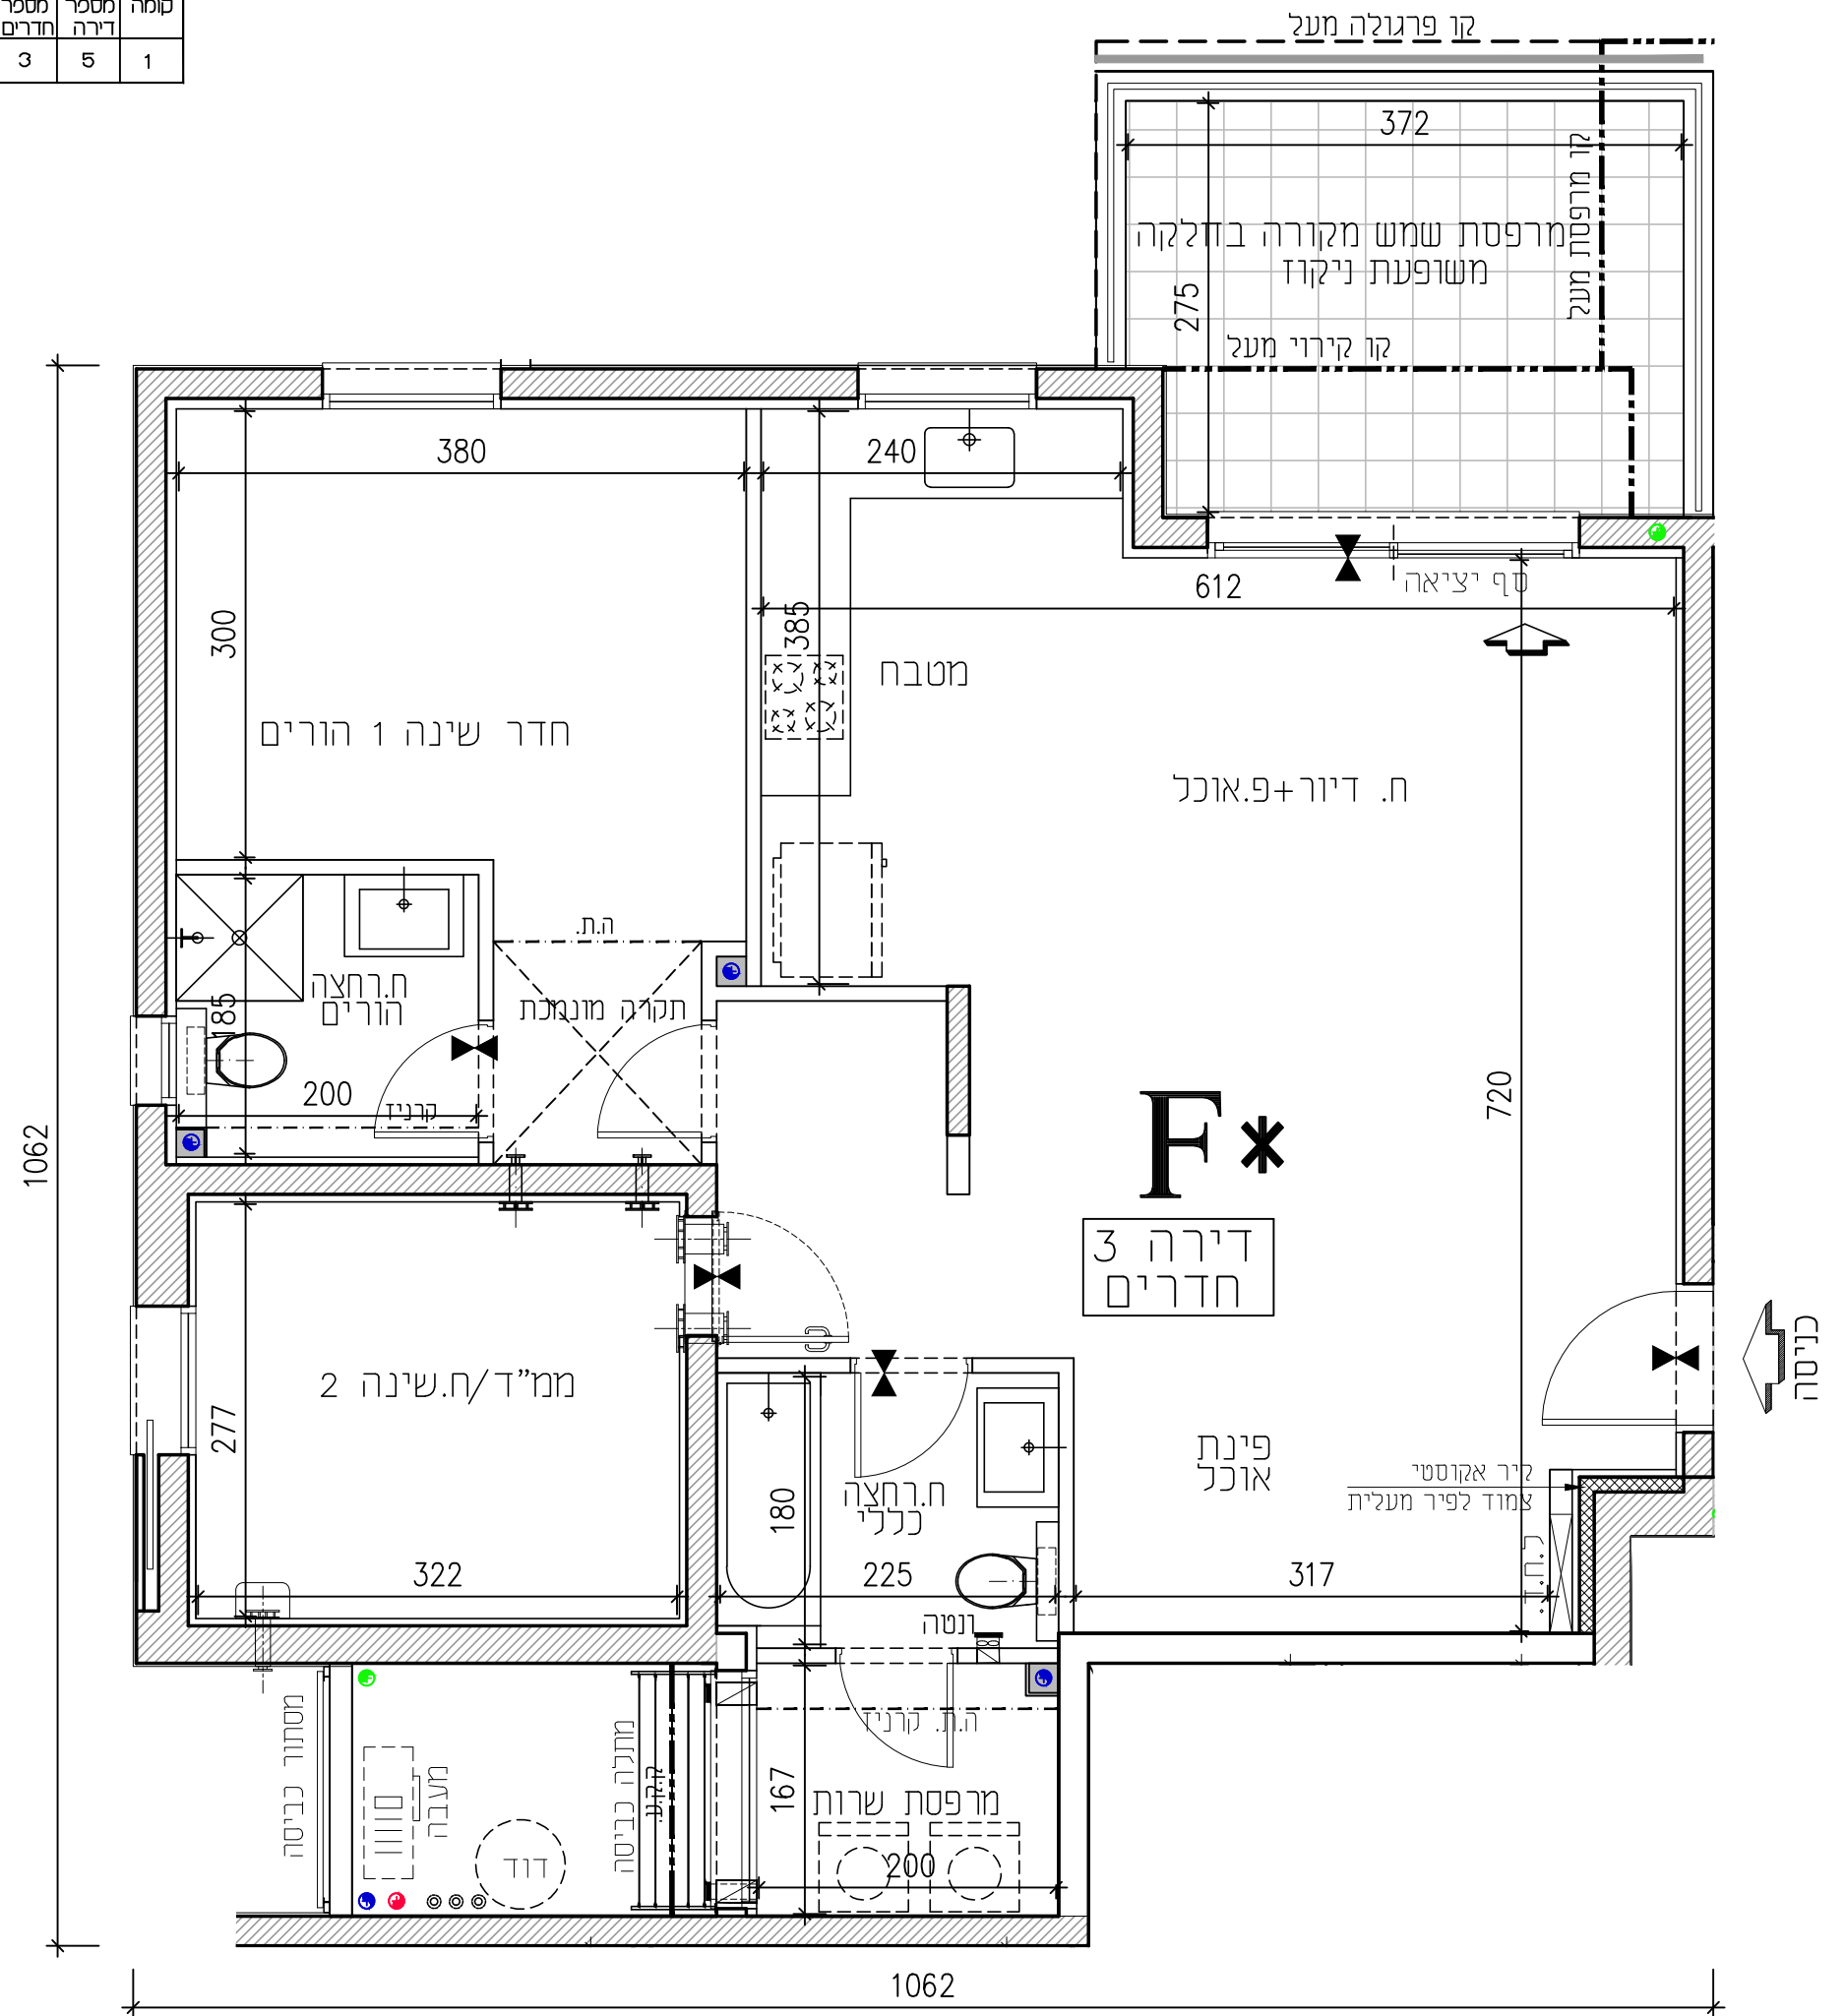 קומה
מספר דירה
מספר חדרים
1
5
3
קו פרגולה מעל
372
קו מרפסת מעל
מרפסת שמש מקורה בחלקה
משופעת ניקוז
275
קו קירוי מעל
380
240
612
סף יציאה
300
385
מטבח
חדר שינה 1 הורים
ח. דיור+פ.אוכל
ה.ת.
ח.רחצה
הורים
תקרה מונמכת
185
200
קרניז
720
1062
F*
דירה 3
חדרים
כניסה
ממ"ד/ח.שינה 2
277
פינת
אוכל
קיר אקוסטי
צמוד לפיר מעלית
ח.רחצה
כללי
180
322
225
317
ונטה
ה.ת. קרניז
מסתור כביסה
מעבה
מתלה כביסה
ק.ק.ע.
167
מרפסת שרות
דוד
200
1062